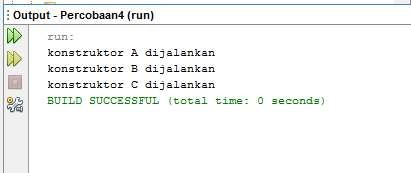 Output - Percobaan4 (run)
run:
konstruktor A dijalankan
konstruktor B dijalankan
konstruktor C dijalankan
BUILD SUCCESSFUL (total time: 0 seconds)